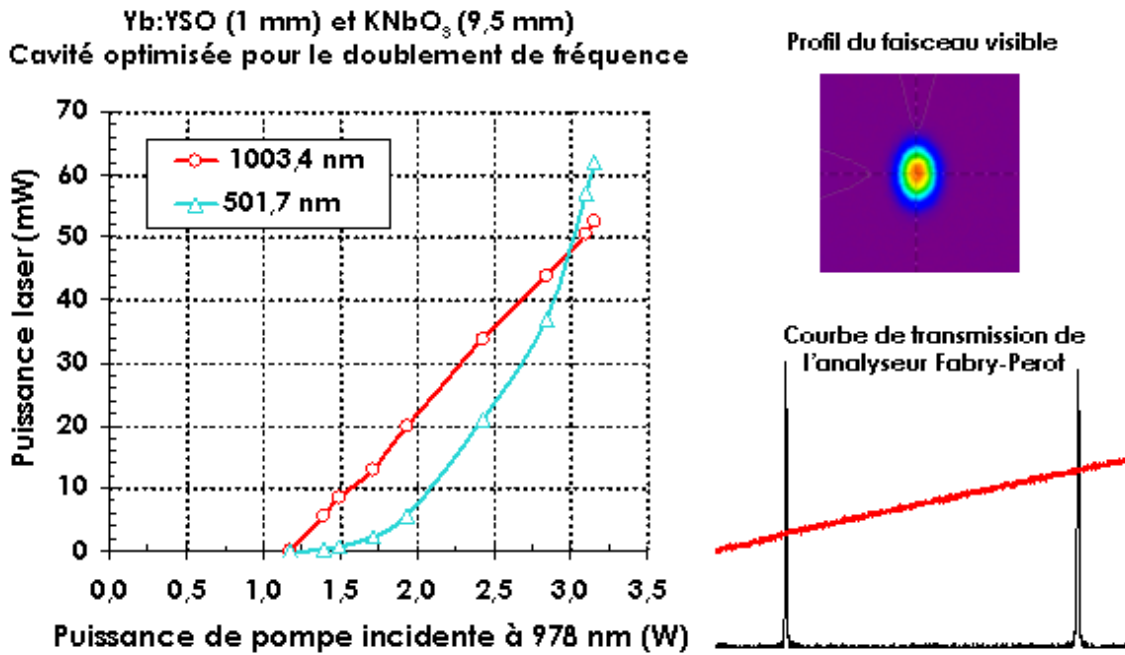 Yb:YSO (1 mm) et KNbO₃ (9,5 mm)
Cavité optimisée pour le doublement de fréquence
70
60
50
40
30
20
10
0
Puissance laser (mW)
1003,4 nm
501,7 nm
0,0 0,5 1,0 1,5 2,0 2,5 3,0 3,5
Puissance de pompe incidente à 978 nm (W)
Profil du faisceau visible
Courbe de transmission de
l'analyseur Fabry-Perot